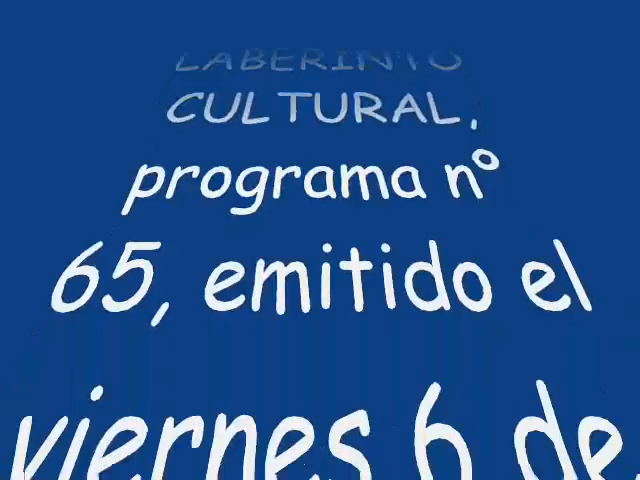 LABERINTO
CULTURAL,
programa nº
65, emitido el
viernes 6 de